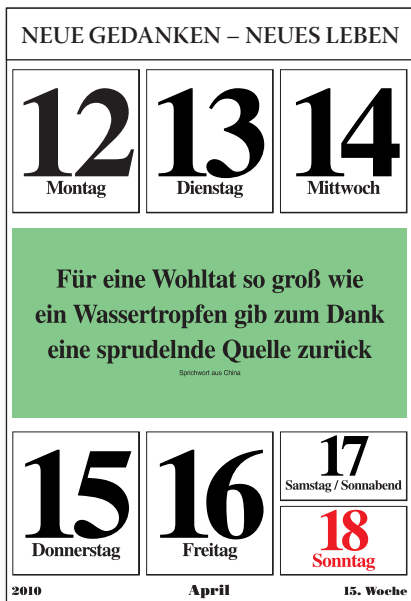 NEUE GEDANKEN – NEUES LEBEN
12 13 14
Montag Dienstag Mittwoch
Für eine Wohltat so groß wie
ein Wassertropfen gib zum Dank
eine sprudelnde Quelle zurück
Sprichwort aus China
15 16 17
Donnerstag Freitag Samstag / Sonnabend
18
Sonntag
2010 April 15. Woche